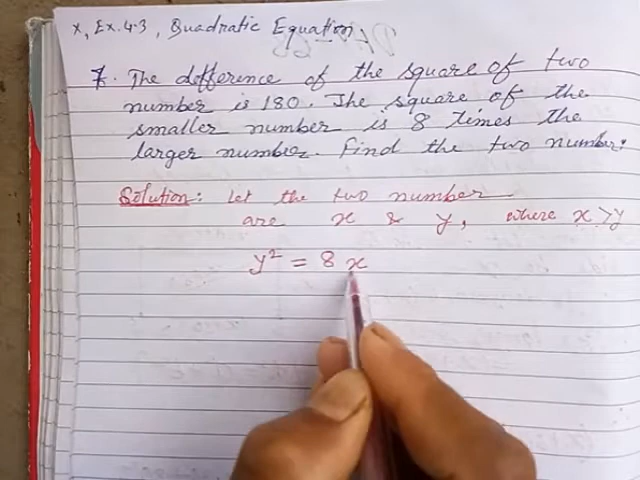 X, Ex. 4.3, Quadratic Equation
7. The difference of the square of two
number is 180. The square of the
smaller number is 8 times the
larger number. Find the two number.
Solution: Let the two number
are x & y, where x > y
y² = 8x